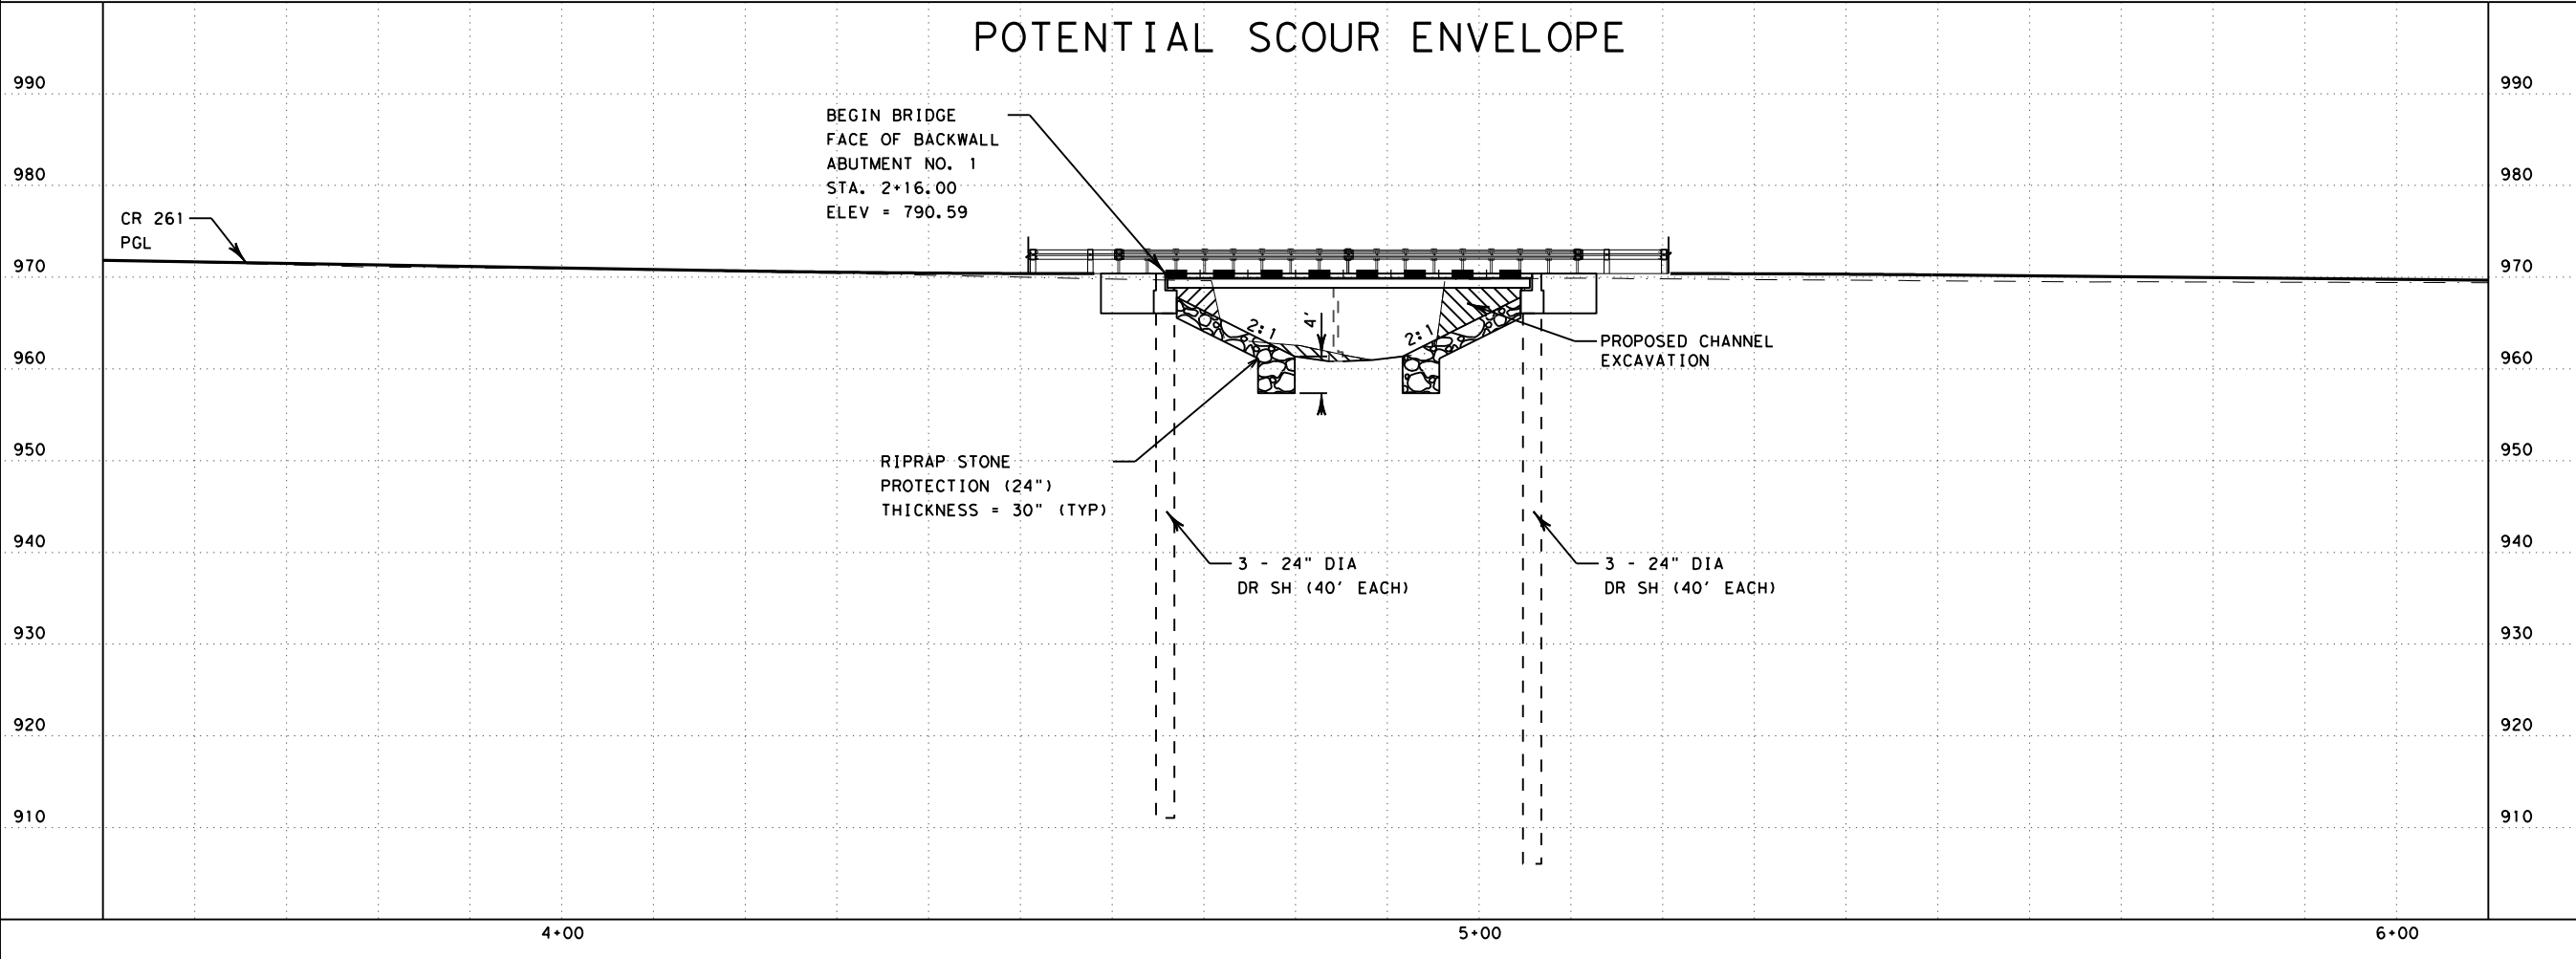 POTENTIAL SCOUR ENVELOPE
990
990
BEGIN BRIDGE
FACE OF BACKWALL
ABUTMENT NO. 1
STA. 2+16.00
ELEV = 790.59
980
980
CR 261
PGL
970
970
2:1
4'
2:1
PROPOSED CHANNEL
EXCAVATION
960
960
950
950
RIPRAP STONE
PROTECTION (24")
THICKNESS = 30" (TYP)
940
940
3 - 24" DIA
DR SH (40' EACH)
3 - 24" DIA
DR SH (40' EACH)
930
930
920
920
910
910
4+00
5+00
6+00